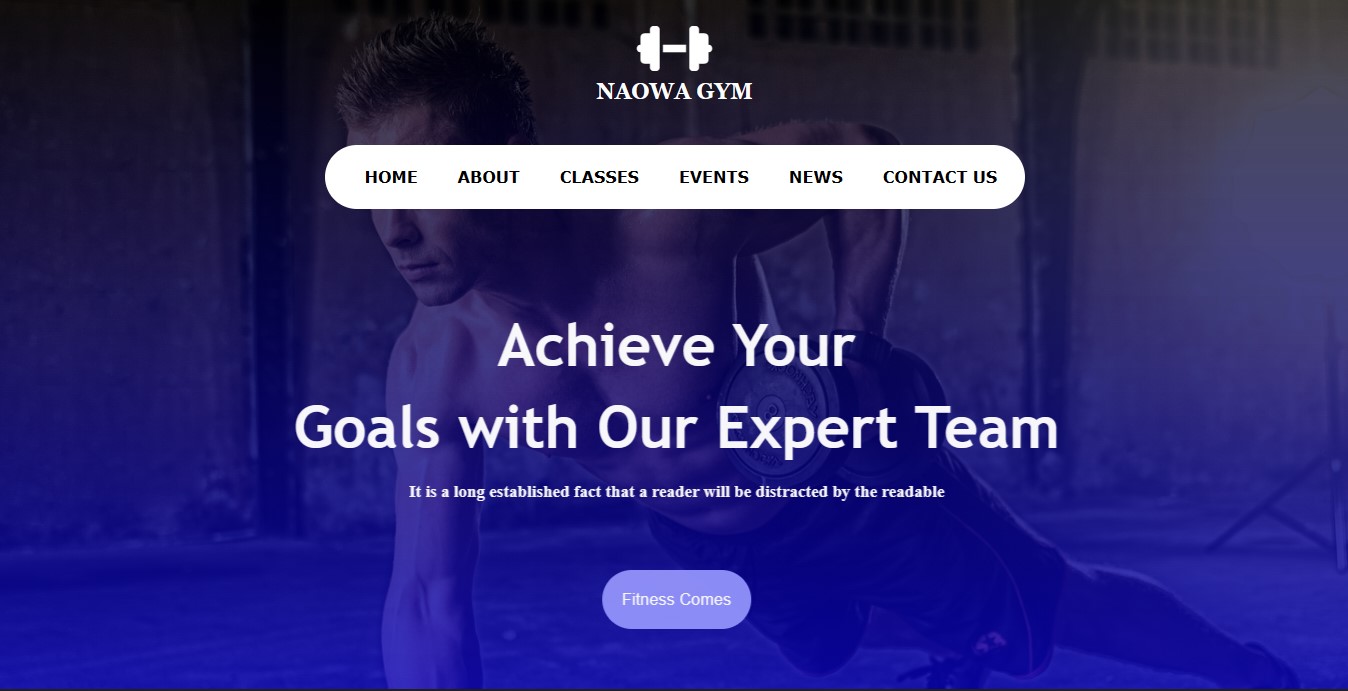 NAOWA GYM
HOME ABOUT CLASSES EVENTS NEWS CONTACT US
Achieve Your
Goals with Our Expert Team
It is a long established fact that a reader will be distracted by the readable
Fitness Comes